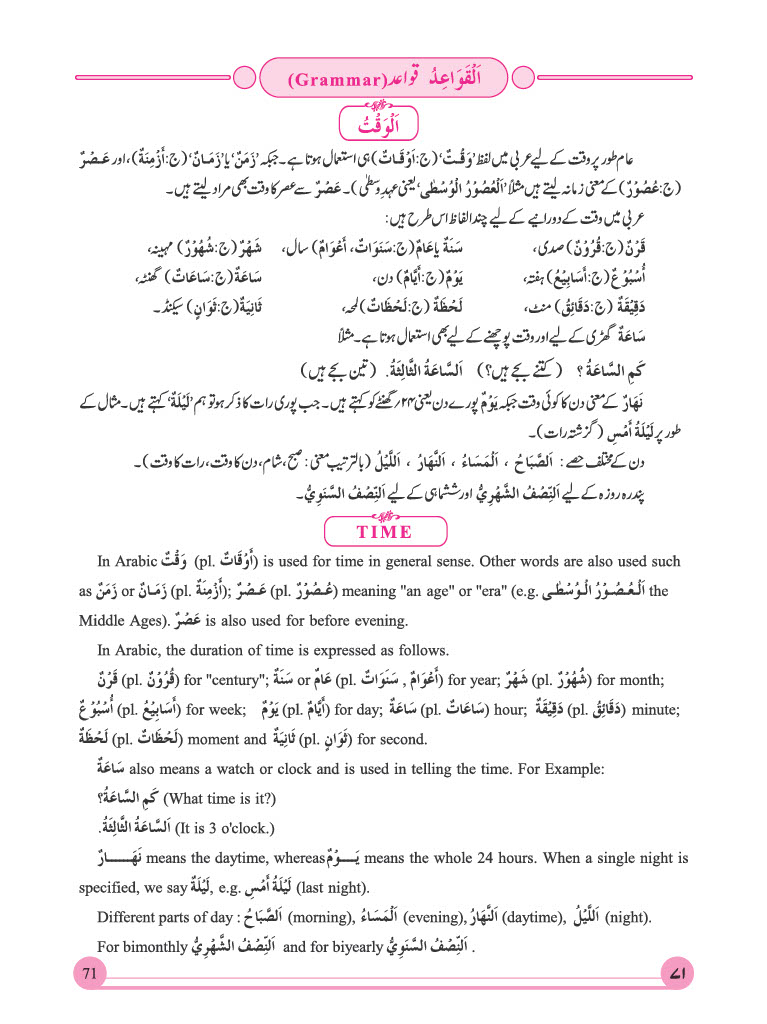 اَلْقَوَاعِدُ قواعد (Grammar)
اَلْوَقْتُ
عام طور پر وقت کے لیے عربی میں لفظ ’وَقْتٌ‘ (ج:اَوْقَاتٌ) ہی استعمال ہوتا ہے۔ جبکہ ’زَمَنٌ‘ یا ’زَمَانٌ‘ (ج:أَزْمِنَةٌ)، اور عَصْرٌ
(ج:عُصُوْرٌ) کے معنی زمانہ لیتے ہیں مثلاً ’اَلْعُصُوْرُ الْوُسْطٰى‘ یعنی عہدِ وسطیٰ)۔ عَصْرٌ سے عصر کا وقت بھی مراد لیتے ہیں۔
عربی میں وقت کے دورانیے کے لیے چند الفاظ اس طرح ہیں:
قَرْنٌ (ج:قُرُوْنٌ) صدی، سَنَةٌ یا عَامٌ (ج:سَنَوَاتٌ، أَعْوَامٌ) سال، شَهْرٌ (ج:شُهُوْرٌ) مہینہ،
أُسْبُوْعٌ (ج:أَسَابِيْعُ) ہفتہ، يَوْمٌ (ج:أَيَّامٌ) دن، سَاعَةٌ (ج:سَاعَاتٌ) گھنٹہ،
دَقِيْقَةٌ (ج:دَقَائِقُ) منٹ، لَحْظَةٌ (ج:لَحْظَاتٌ) لمحہ، ثَانِيَةٌ (ج:ثَوَانٍ) سیکنڈ۔
سَاعَةٌ گھڑی کے لیے اور وقت پوچھنے کے لیے بھی استعمال ہوتا ہے۔ مثلاً
كَمِ السَّاعَةُ ؟ (کتنے بجے ہیں؟) اَلسَّاعَةُ الثَّالِثَةُ. (تین بجے ہیں)
نَهَارٌ کے معنی دن کا کوئی وقت جبکہ يَوْمٌ پورے دن یعنی ۲۴؍ گھنٹے کو کہتے ہیں۔ جب پوری رات کا ذکر ہو تو ہم ’لَيْلَةٌ‘ کہتے ہیں۔ مثال کے
طور پر لَيْلَةُ أَمْسِ (گزشتہ رات)۔
دن کے مختلف حصے: اَلصَّبَاحُ ، اَلْمَسَاءُ ، اَلنَّهَارُ ، اَللَّيْلُ (بالترتیب معنی: صبح، شام، دن کا وقت، رات کا وقت)۔
پندرہ روزہ کے لیے اَلنِّصْفُ الشَّهْرِيُّ اور ششماہی کے لیے اَلنِّصْفُ السَّنَوِيُّ۔
TIME
In Arabic وَقْتٌ (pl. أَوْقَاتٌ) is used for time in general sense. Other words are also used such
as زَمَنٌ or زَمَانٌ (pl. أَزْمِنَةٌ); عَصْرٌ (pl. عُصُوْرٌ) meaning "an age" or "era" (e.g. اَلْعُصُوْرُ الْوُسْطٰى the
Middle Ages). عَصْرٌ is also used for before evening.
In Arabic, the duration of time is expressed as follows.
قَرْنٌ (pl. قُرُوْنٌ) for "century"; سَنَةٌ or عَامٌ (pl. سَنَوَاتٌ , أَعْوَامٌ) for year; شَهْرٌ (pl. شُهُوْرٌ) for month;
أُسْبُوْعٌ (pl. أَسَابِيْعُ) for week; يَوْمٌ (pl. أَيَّامٌ) for day; سَاعَةٌ (pl. سَاعَاتٌ) hour; دَقِيْقَةٌ (pl. دَقَائِقُ) minute;
لَحْظَةٌ (pl. لَحْظَاتٌ) moment and ثَانِيَةٌ (pl. ثَوَانٍ) for second.
سَاعَةٌ also means a watch or clock and is used in telling the time. For Example:
كَمِ السَّاعَةُ؟ (What time is it?)
اَلسَّاعَةُ الثَّالِثَةُ. (It is 3 o'clock.)
نَهَارٌ means the daytime, whereas يَوْمٌ means the whole 24 hours. When a single night is
specified, we say لَيْلَةٌ, e.g. لَيْلَةُ أَمْسِ (last night).
Different parts of day : اَلصَّبَاحُ (morning), اَلْمَسَاءُ (evening), اَلنَّهَارُ (daytime), اَللَّيْلُ (night).
For bimonthly اَلنِّصْفُ الشَّهْرِيُّ and for biyearly اَلنِّصْفُ السَّنَوِيُّ .
71
۷۱